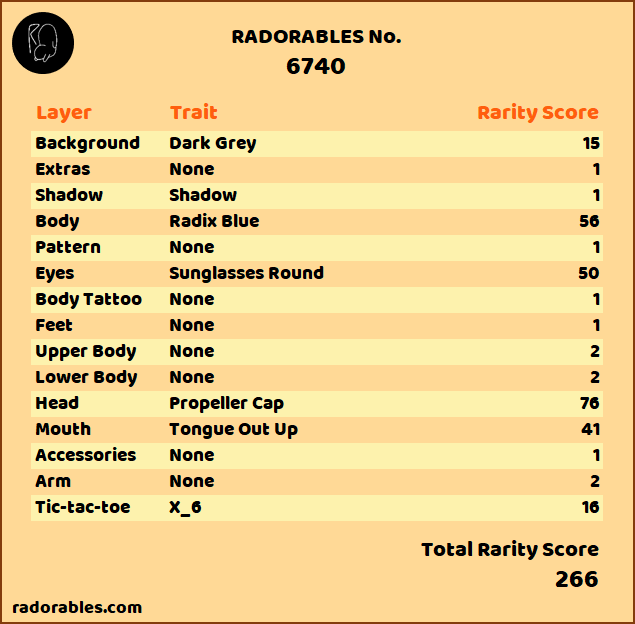 RADORABLES No.
6740
Layer Trait Rarity Score
Background Dark Grey 15
Extras None 1
Shadow Shadow 1
Body Radix Blue 56
Pattern None 1
Eyes Sunglasses Round 50
Body Tattoo None 1
Feet None 1
Upper Body None 2
Lower Body None 2
Head Propeller Cap 76
Mouth Tongue Out Up 41
Accessories None 1
Arm None 2
Tic-tac-toe X_6 16
Total Rarity Score
266
radorables.com